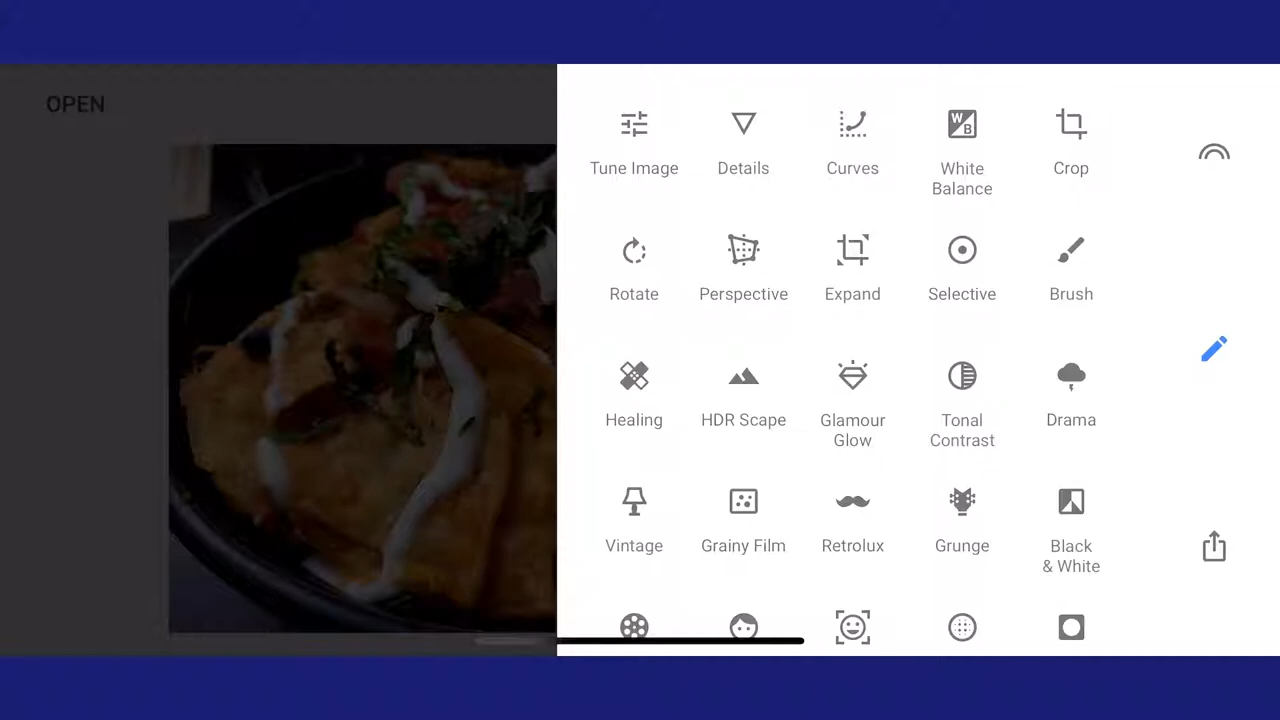 OPEN
Tune Image
Details
Curves
White
Balance
Crop
Rotate
Perspective
Expand
Selective
Brush
Healing
HDR Scape
Glamour
Glow
Tonal
Contrast
Drama
Vintage
Grainy Film
Retrolux
Grunge
Black
& White